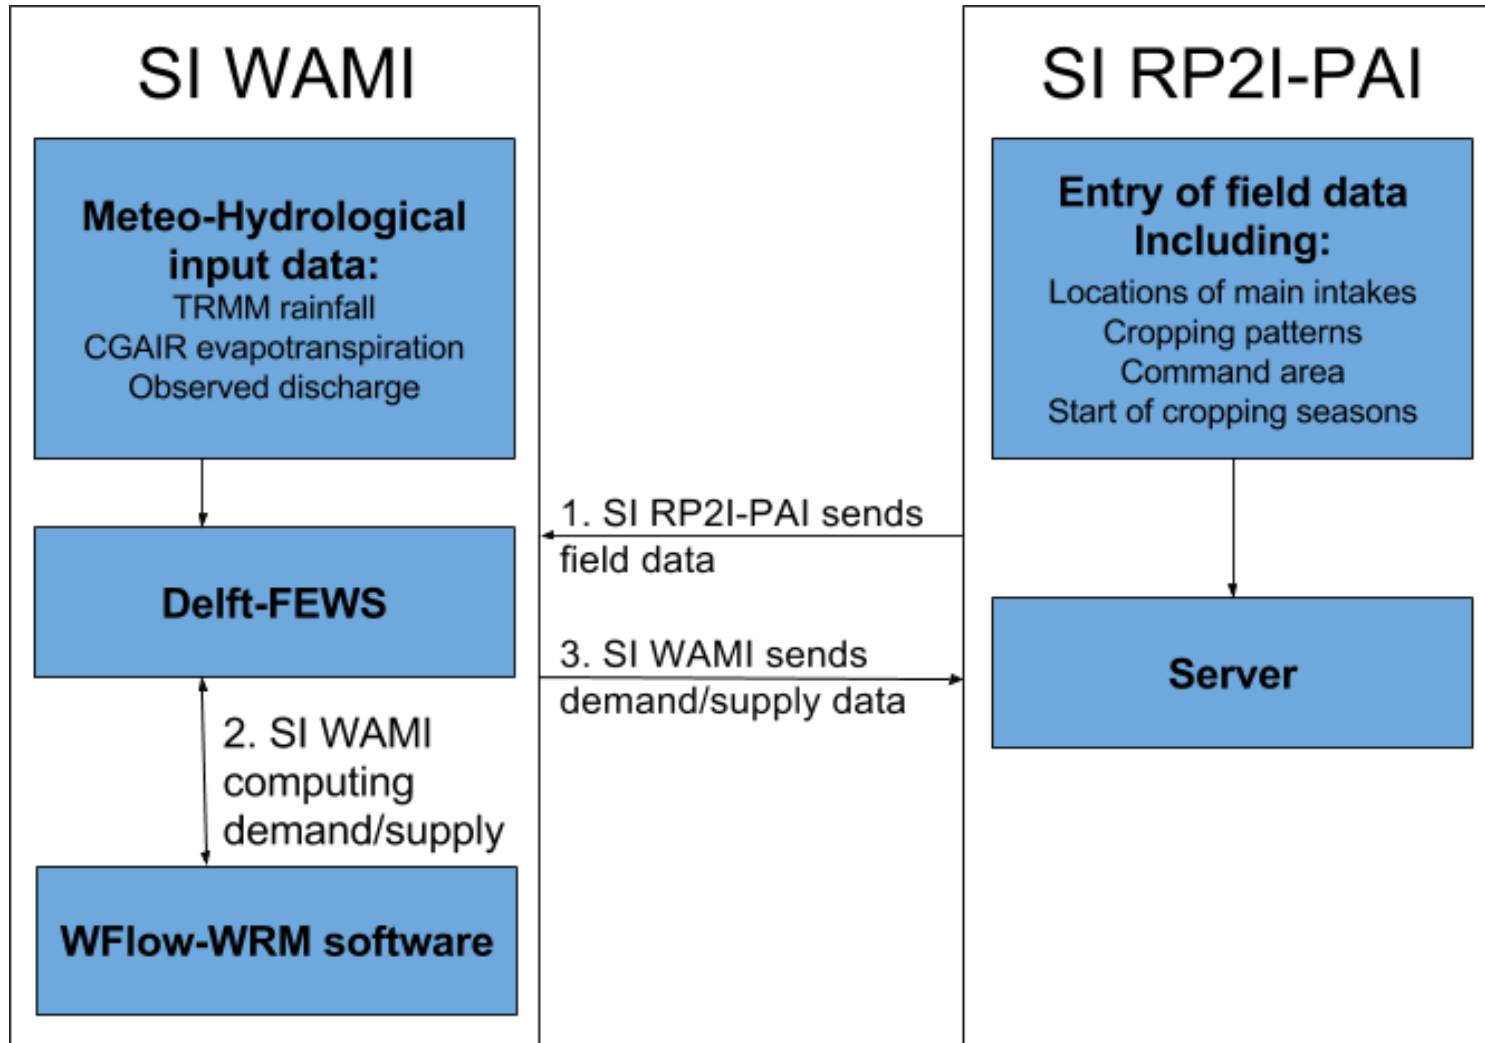 SI WAMI
Meteo-Hydrological
input data:
TRMM rainfall
CGAIR evapotranspiration
Observed discharge
Delft-FEWS
2. SI WAMI
computing
demand/supply
WFlow-WRM software
1. SI RP2I-PAI sends
field data
3. SI WAMI sends
demand/supply data
SI RP2I-PAI
Entry of field data
Including:
Locations of main intakes
Cropping patterns
Command area
Start of cropping seasons
Server